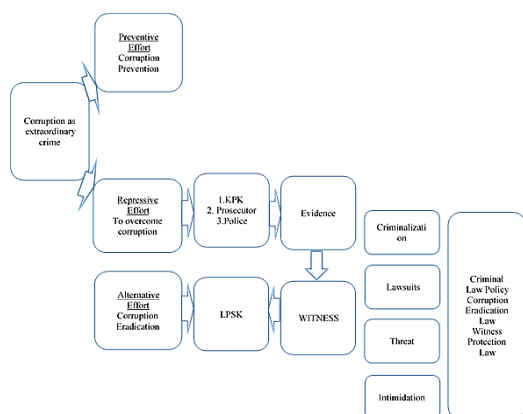 Preventive
Effort
Corruption
Prevention
Corruption as
extraordinary
crime
Repressive Effort
To overcome
corruption
1.KPK
2. Prosecutor
3.Police
Evidence
Criminalizati
on
Alternative
Effort
Corruption
Eradication
LPSK
WITNESS
Lawsuits
Threat
Intimidation
Criminal
Law Policy
Corruption
Eradication
Law
Witness
Protection
Law